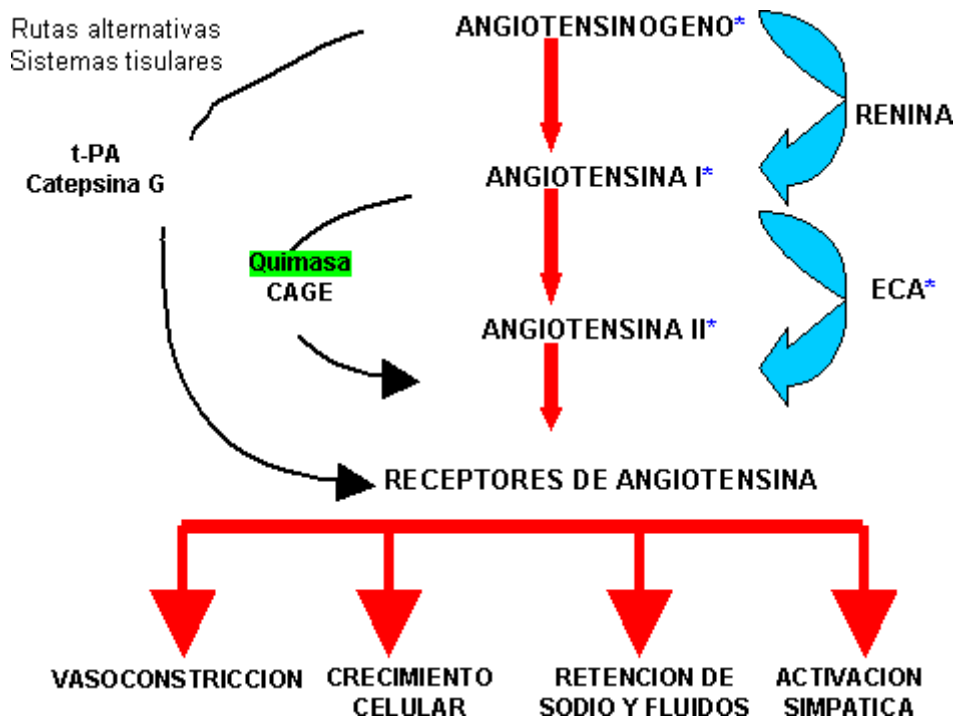 Rutas alternativas
Sistemas tisulares
ANGIOTENSINOGENO*
RENINA
t-PA
Catepsina G
ANGIOTENSINA I*
Quimasa
CAGE
ECA*
ANGIOTENSINA II*
RECEPTORES DE ANGIOTENSINA
VASOCONSTRICCION
CRECIMIENTO
CELULAR
RETENCION DE
SODIO Y FLUIDOS
ACTIVACION
SIMPATICA